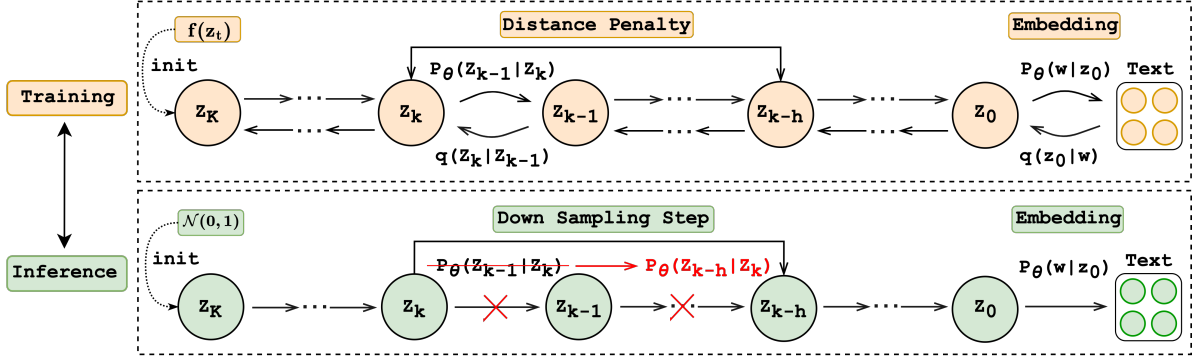 f(z_t)
Distance Penalty
Embedding
init
P_θ(Z_{k-1}|Z_k)
P_θ(w|z_0)
Text
Training
Z_K
...
Z_k
Z_{k-1}
...
Z_{k-h}
...
Z_0
...
...
...
q(Z_k|Z_{k-1})
q(z_0|w)
N(0,1)
Down Sampling Step
Embedding
init
P_θ(Z_{k-1}|Z_k)
P_θ(Z_{k-h}|Z_k)
P_θ(w|z_0)
Text
Inference
Z_K
...
Z_k
Z_{k-1}
...
Z_{k-h}
...
Z_0